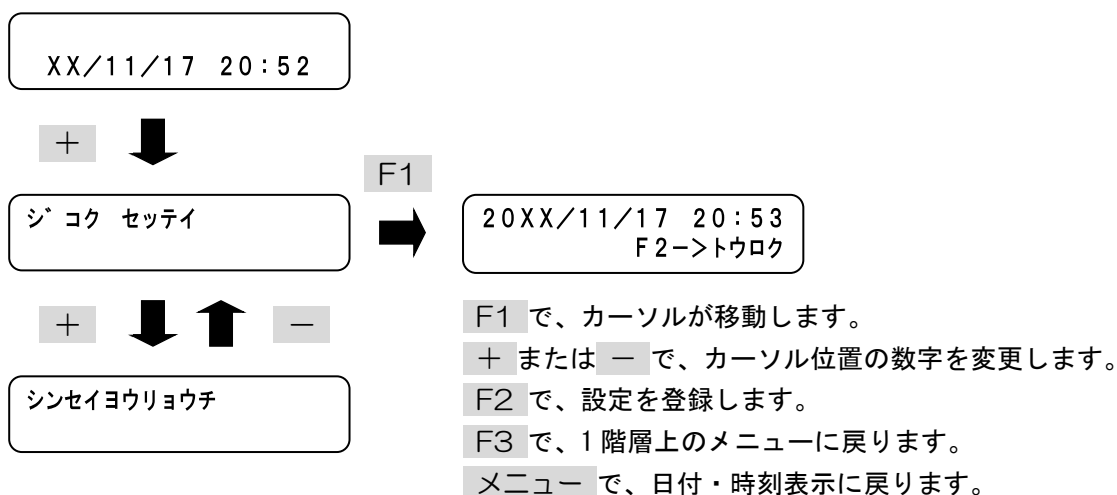 XX/11/17 20:52
＋
F1
ジコク セッテイ
20XX/11/17 20:53
F2->トウロク
＋ －
シンセイヨウリョウチ
F1 で、カーソルが移動します。
＋ または － で、カーソル位置の数字を変更します。
F2 で、設定を登録します。
F3 で、1階層上のメニューに戻ります。
メニュー で、日付・時刻表示に戻ります。